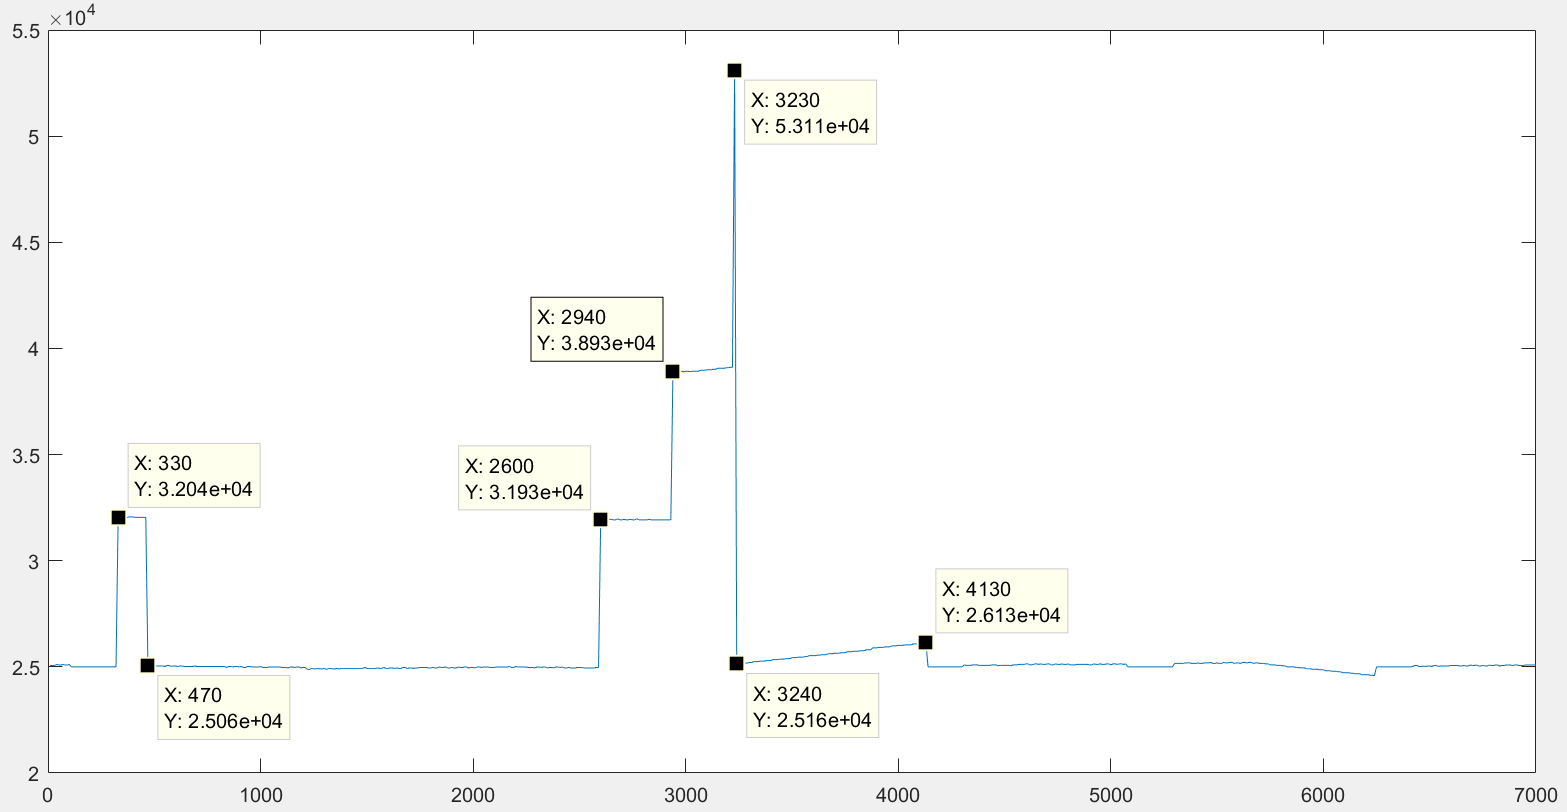 ×10^4
5.5
5
4.5
4
3.5
3
2.5
2
X: 3230
Y: 5.311e+04
X: 2940
Y: 3.893e+04
X: 330
Y: 3.204e+04
X: 2600
Y: 3.193e+04
X: 4130
Y: 2.613e+04
X: 470
Y: 2.506e+04
X: 3240
Y: 2.516e+04
0 1000 2000 3000 4000 5000 6000 7000